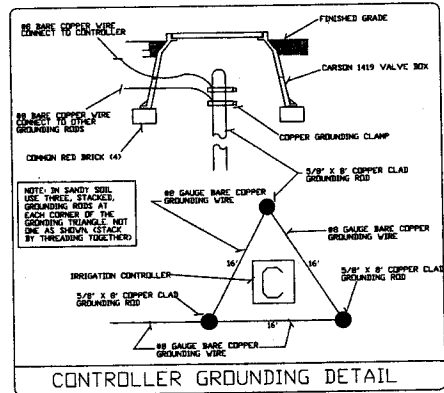 #8 BARE COPPER WIRE
CONNECT TO CONTROLLER
FINISHED GRADE
CARSON 1419 VALVE BOX
#8 BARE COPPER WIRE
CONNECT TO OTHER
GROUNDING RODS
COPPER GROUNDING CLAMP
COMMON RED BRICK (4)
5/8" X 8' COPPER CLAD
GROUNDING ROD
NOTE: IN SANDY SOIL
USE THREE, STACKED,
GROUNDING RODS AT
EACH CORNER OF THE
GRONDING TRIANGLE, NOT
ONE AS SHOWN. (STACK
BY THREADING TOGETHER)
#8 GAUGE BARE COPPER
GROUNDING WIRE
#8 GAUGE BARE COPPER
GROUNDING WIRE
IRRIGATION CONTROLLER
16'
C
16'
5/8" X 8' COPPER CLAD
GROUNDING ROD
5/8" X 8' COPPER CLAD
GROUNDING ROD
16'
#8 GAUGE BARE COPPER
GROUNDING WIRE
CONTROLLER GROUNDING DETAIL